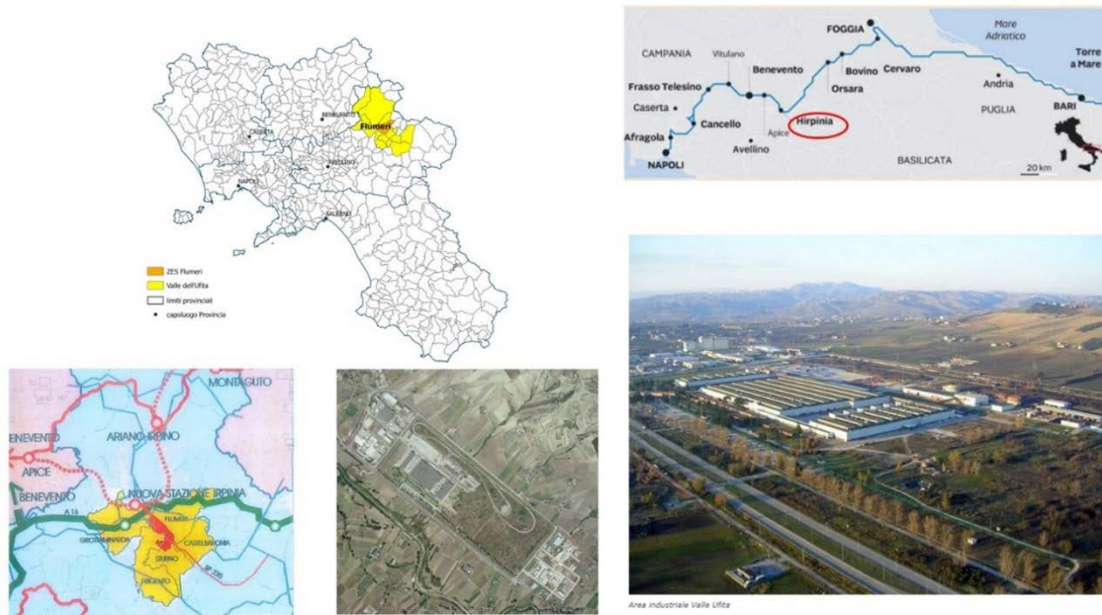 BENEVENTO
Flumeri
CASERTA
AVELLINO
NAPOLI
SALERNO
ZES Flumeri
Valle dell'Ufita
limiti provinciali
capoluogo Provincia
FOGGIA
Mare
Adriatico
CAMPANIA
Vitulano
Benevento
Bovino
Cervaro
Torre
a Mare
Frasso Telesino
Orsara
Andria
Caserta
PUGLIA
BARI
Cancello
Apice
Hirpinia
Afragola
Avellino
NAPOLI
BASILICATA
20 km
MONTAGUTO
ARIANO IRPINO
BENEVENTO
APICE
BENEVENTO
NUOVA STAZIONE IRPINIA
A 16
FLUMERI
GROTTAMINARDA
CASTELBARONIA
STURNO
FRIGENTO
Area industriale Valle Ufita